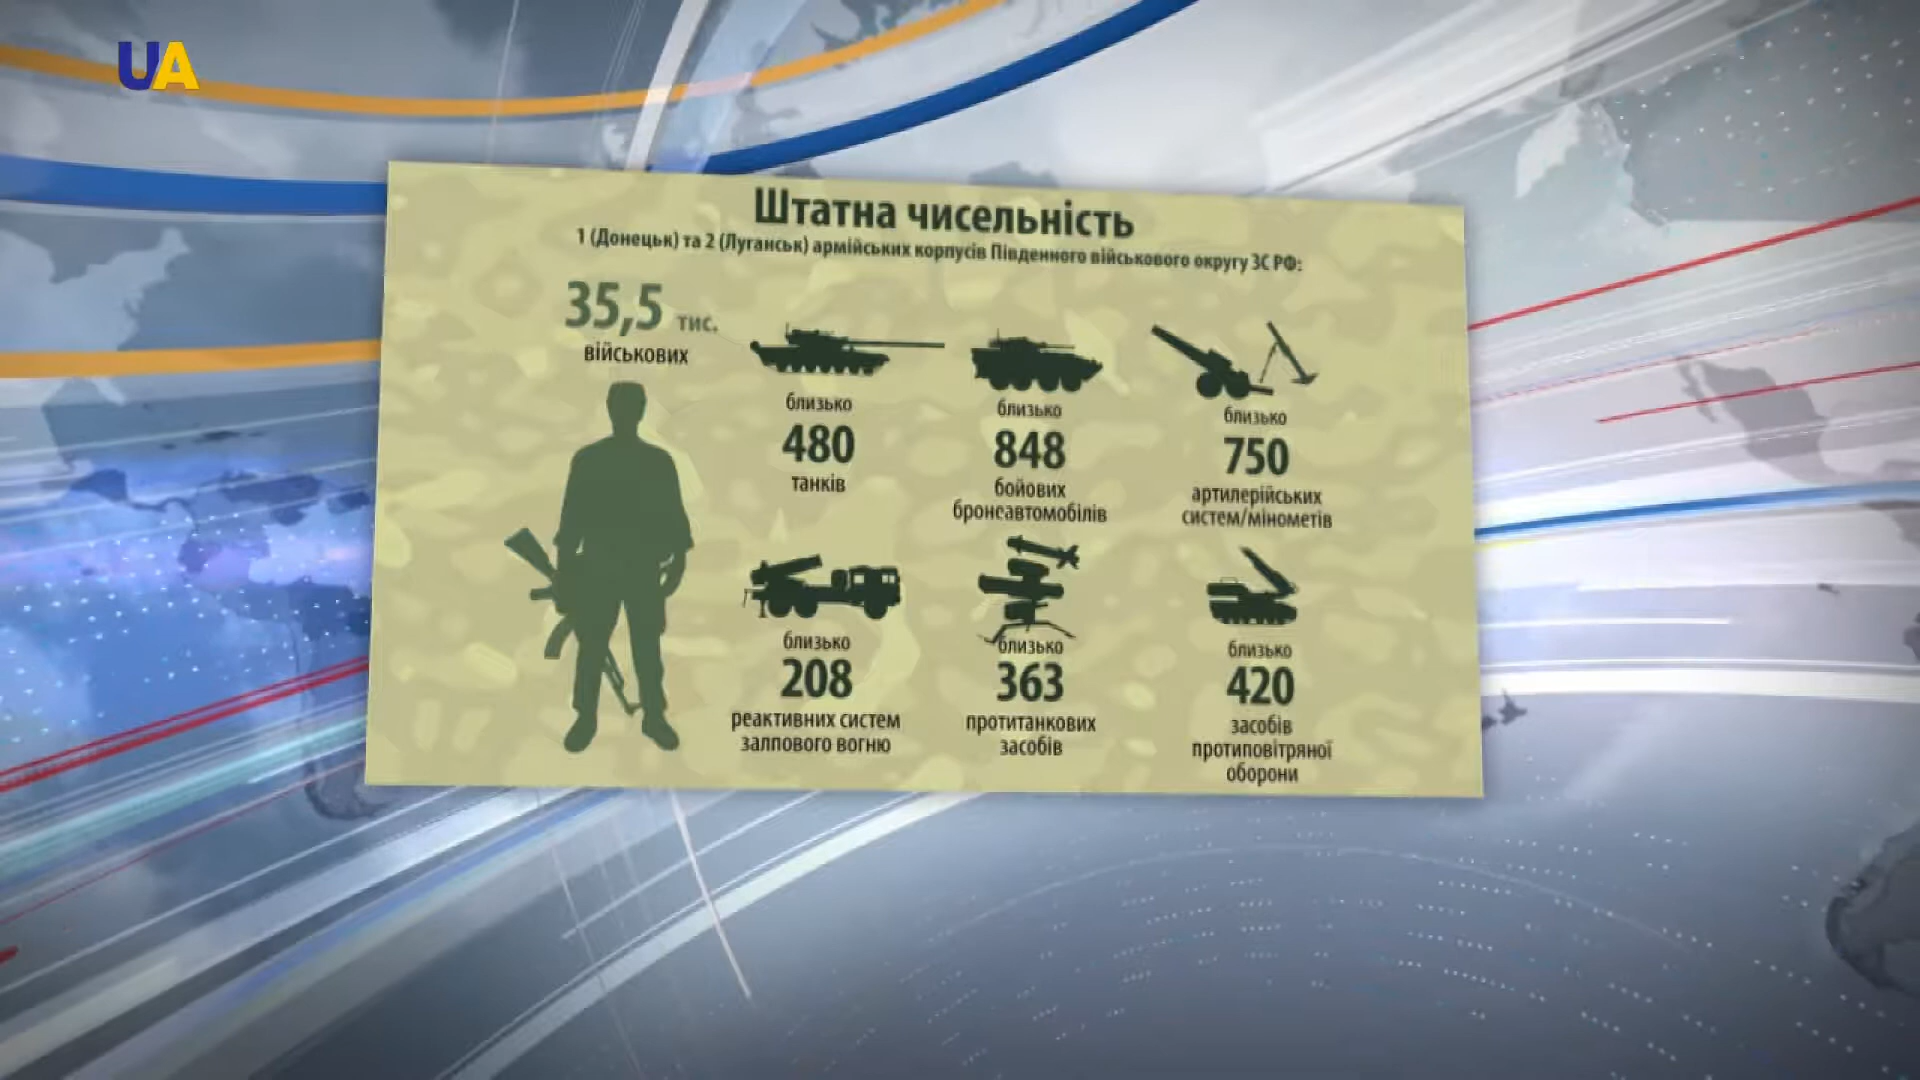 UA
Штатна чисельність
1 (Донецьк) та 2 (Луганськ) армійських корпусів Південного військового округу ЗС РФ:
35,5 тис.
військових
близько
480
танків
близько
848
бойових
бронеавтомобілів
близько
750
артилерійських
систем/мінометів
близько
208
реактивних систем
залпового вогню
близько
363
протитанкових
засобів
близько
420
засобів
протиповітряної
оборони